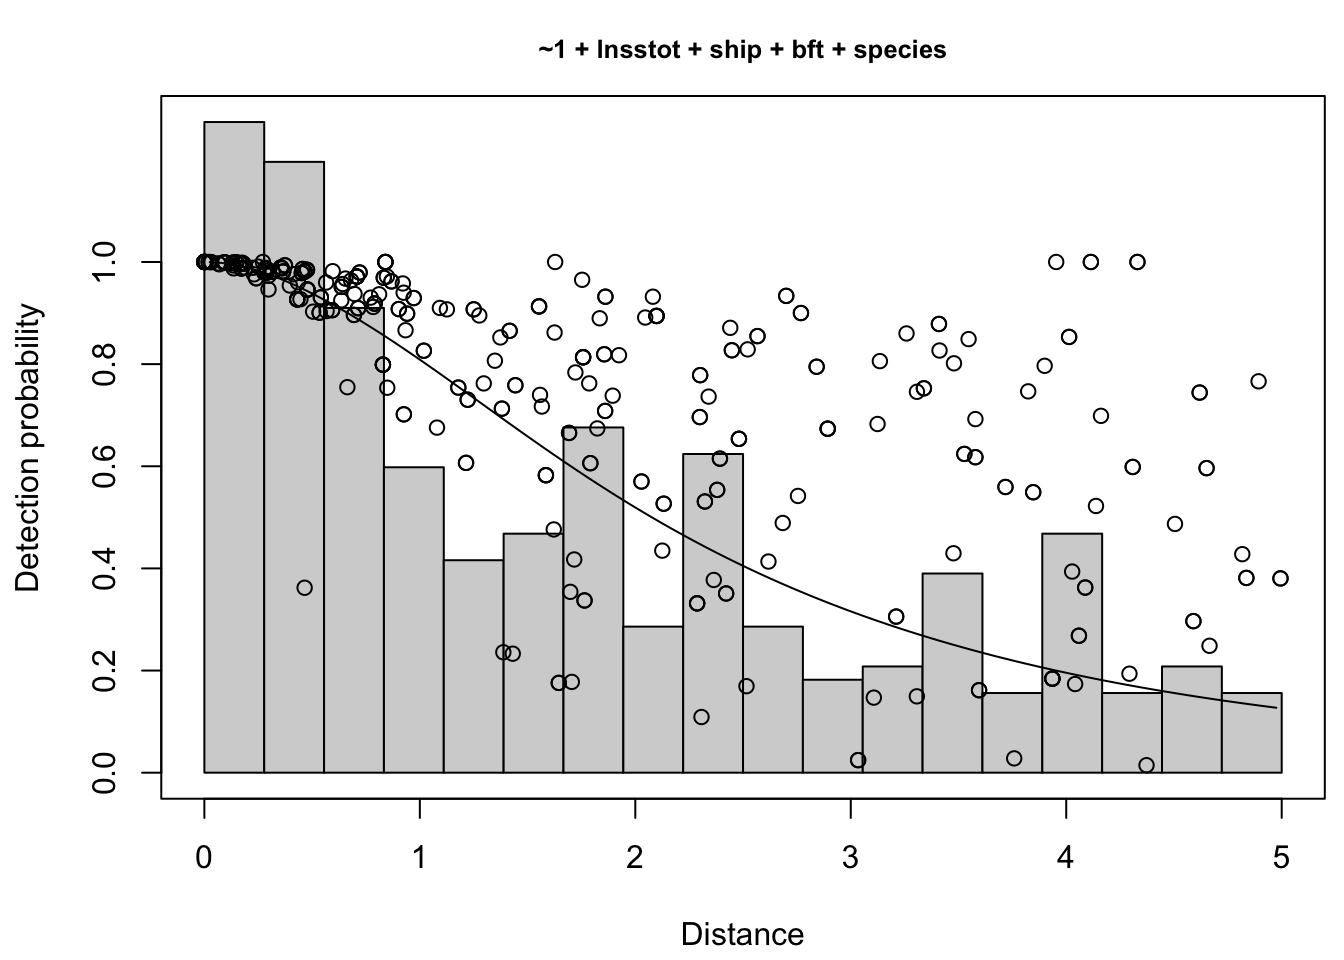 ~1 + lnsstot + ship + bft + species
Detection probability
1.0
0.8
0.6
0.4
0.2
0.0
0 1 2 3 4 5
Distance